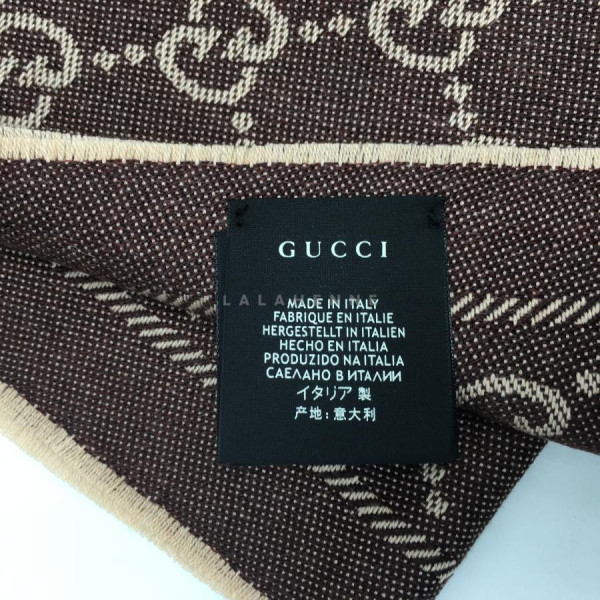 GUCCI
LALAHENNE
MADE IN ITALY
FABRIQUE EN ITALIE
HERGESTELLT IN ITALIEN
HECHO EN ITALIA
PRODUZIDO NA ITALIA
СДЕЛАНО В ИТАЛИИ
イタリア 製
产地: 意大利